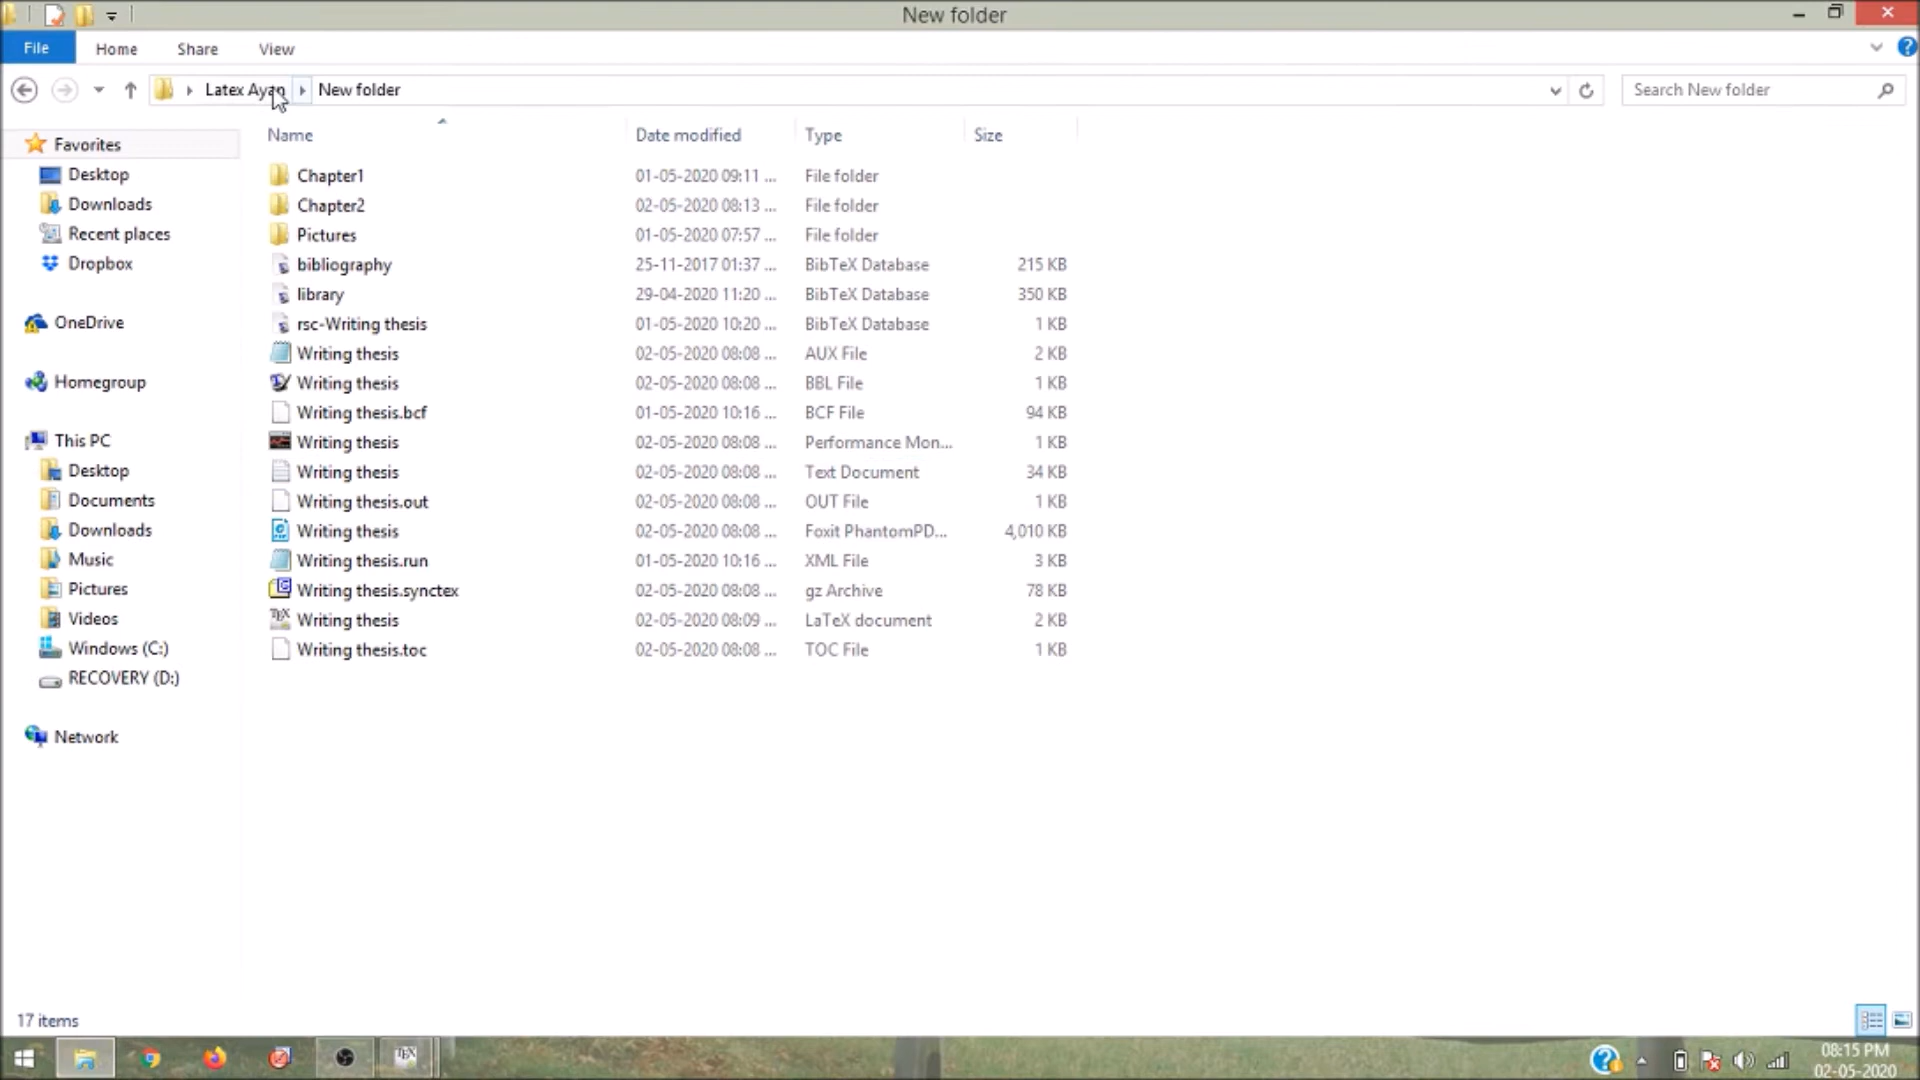 New folder
File Home Share View
Latex Ayan New folder Search New folder
Name Date modified Type Size
Favorites
Desktop
Downloads
Recent places
Dropbox
OneDrive
Homegroup
This PC
Desktop
Documents
Downloads
Music
Pictures
Videos
Windows (C:)
RECOVERY (D:)
Network
Chapter1 01-05-2020 09:11 ... File folder
Chapter2 02-05-2020 08:13 ... File folder
Pictures 01-05-2020 07:57 ... File folder
bibliography 25-11-2017 01:37 ... BibTeX Database 215 KB
library 29-04-2020 11:20 ... BibTeX Database 350 KB
rsc-Writing thesis 01-05-2020 10:20 ... BibTeX Database 1 KB
Writing thesis 02-05-2020 08:08 ... AUX File 2 KB
Writing thesis 02-05-2020 08:08 ... BBL File 1 KB
Writing thesis.bcf 01-05-2020 10:16 ... BCF File 94 KB
Writing thesis 02-05-2020 08:08 ... Performance Mon... 1 KB
Writing thesis 02-05-2020 08:08 ... Text Document 34 KB
Writing thesis.out 02-05-2020 08:08 ... OUT File 1 KB
Writing thesis 02-05-2020 08:08 ... Foxit PhantomPD... 4,010 KB
Writing thesis.run 01-05-2020 10:16 ... XML File 3 KB
Writing thesis.synctex 02-05-2020 08:08 ... gz Archive 78 KB
Writing thesis 02-05-2020 08:09 ... LaTeX document 2 KB
Writing thesis.toc 02-05-2020 08:08 ... TOC File 1 KB
17 items
08:15 PM
02-05-2020